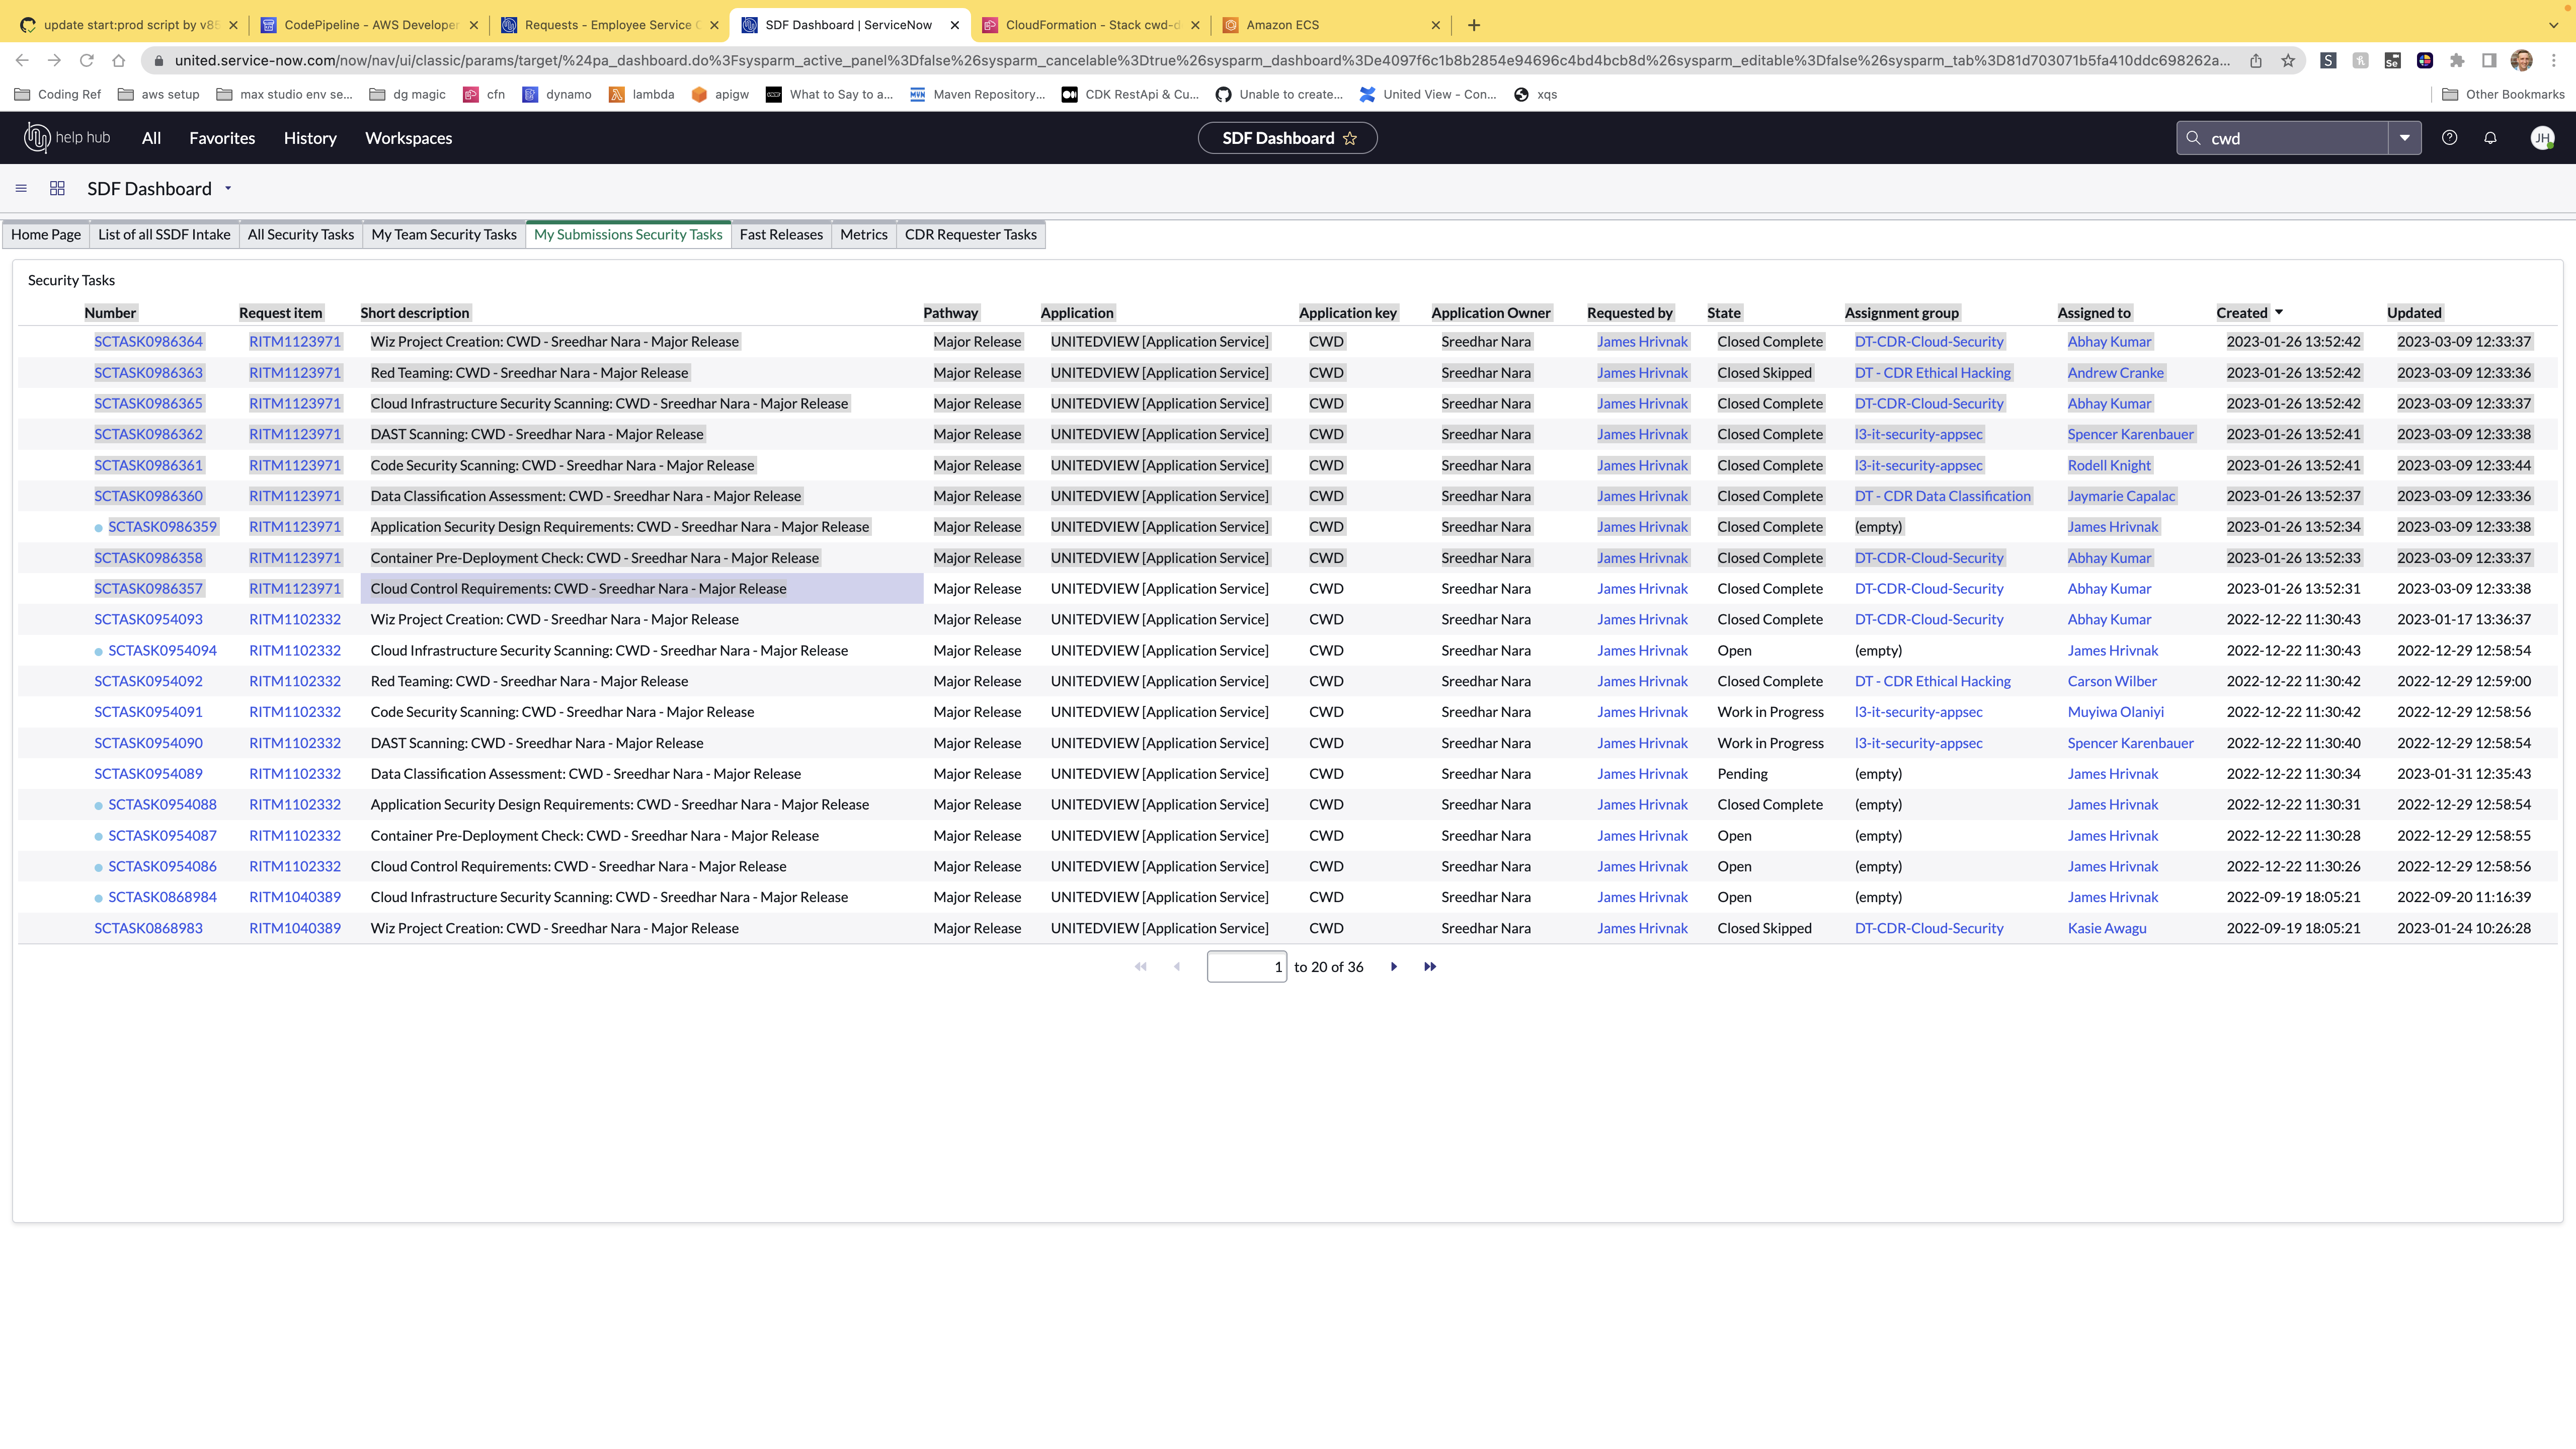 update start:prod script by v85
CodePipeline - AWS Developer
Requests - Employee Service C
SDF Dashboard | ServiceNow
CloudFormation - Stack cwd-d
Amazon ECS
united.service-now.com/now/nav/ui/classic/params/target/%24pa_dashboard.do%3Fsysparm_active_panel%3Dfalse%26sysparm_cancelable%3Dtrue%26sysparm_dashboard%3De4097f6c1b8b2854e94696c4bd4bcb8d%26sysparm_editable%3Dfalse%26sysparm_tab%3D81d703071b5fa410ddc698262a...
Coding Ref aws setup max studio env se... dg magic cfn dynamo lambda apigw What to Say to a... Maven Repository... CDK RestApi & Cu... Unable to create... United View - Con... xqs Other Bookmarks
help hub All Favorites History Workspaces SDF Dashboard cwd JH
SDF Dashboard
Home Page List of all SSDF Intake All Security Tasks My Team Security Tasks My Submissions Security Tasks Fast Releases Metrics CDR Requester Tasks
Security Tasks
Number Request item Short description Pathway Application Application key Application Owner Requested by State Assignment group Assigned to Created Updated
SCTASK0986364 RITM1123971 Wiz Project Creation: CWD - Sreedhar Nara - Major Release Major Release UNITEDVIEW [Application Service] CWD Sreedhar Nara James Hrivnak Closed Complete DT-CDR-Cloud-Security Abhay Kumar 2023-01-26 13:52:42 2023-03-09 12:33:37
SCTASK0986363 RITM1123971 Red Teaming: CWD - Sreedhar Nara - Major Release Major Release UNITEDVIEW [Application Service] CWD Sreedhar Nara James Hrivnak Closed Skipped DT - CDR Ethical Hacking Andrew Cranke 2023-01-26 13:52:42 2023-03-09 12:33:36
SCTASK0986365 RITM1123971 Cloud Infrastructure Security Scanning: CWD - Sreedhar Nara - Major Release Major Release UNITEDVIEW [Application Service] CWD Sreedhar Nara James Hrivnak Closed Complete DT-CDR-Cloud-Security Abhay Kumar 2023-01-26 13:52:42 2023-03-09 12:33:37
SCTASK0986362 RITM1123971 DAST Scanning: CWD - Sreedhar Nara - Major Release Major Release UNITEDVIEW [Application Service] CWD Sreedhar Nara James Hrivnak Closed Complete l3-it-security-appsec Spencer Karenbauer 2023-01-26 13:52:41 2023-03-09 12:33:38
SCTASK0986361 RITM1123971 Code Security Scanning: CWD - Sreedhar Nara - Major Release Major Release UNITEDVIEW [Application Service] CWD Sreedhar Nara James Hrivnak Closed Complete l3-it-security-appsec Rodell Knight 2023-01-26 13:52:41 2023-03-09 12:33:44
SCTASK0986360 RITM1123971 Data Classification Assessment: CWD - Sreedhar Nara - Major Release Major Release UNITEDVIEW [Application Service] CWD Sreedhar Nara James Hrivnak Closed Complete DT - CDR Data Classification Jaymarie Capalac 2023-01-26 13:52:37 2023-03-09 12:33:36
SCTASK0986359 RITM1123971 Application Security Design Requirements: CWD - Sreedhar Nara - Major Release Major Release UNITEDVIEW [Application Service] CWD Sreedhar Nara James Hrivnak Closed Complete (empty) James Hrivnak 2023-01-26 13:52:34 2023-03-09 12:33:38
SCTASK0986358 RITM1123971 Container Pre-Deployment Check: CWD - Sreedhar Nara - Major Release Major Release UNITEDVIEW [Application Service] CWD Sreedhar Nara James Hrivnak Closed Complete DT-CDR-Cloud-Security Abhay Kumar 2023-01-26 13:52:33 2023-03-09 12:33:37
SCTASK0986357 RITM1123971 Cloud Control Requirements: CWD - Sreedhar Nara - Major Release Major Release UNITEDVIEW [Application Service] CWD Sreedhar Nara James Hrivnak Closed Complete DT-CDR-Cloud-Security Abhay Kumar 2023-01-26 13:52:31 2023-03-09 12:33:38
SCTASK0954093 RITM1102332 Wiz Project Creation: CWD - Sreedhar Nara - Major Release Major Release UNITEDVIEW [Application Service] CWD Sreedhar Nara James Hrivnak Closed Complete DT-CDR-Cloud-Security Abhay Kumar 2022-12-22 11:30:43 2023-01-17 13:36:37
SCTASK0954094 RITM1102332 Cloud Infrastructure Security Scanning: CWD - Sreedhar Nara - Major Release Major Release UNITEDVIEW [Application Service] CWD Sreedhar Nara James Hrivnak Open (empty) James Hrivnak 2022-12-22 11:30:43 2022-12-29 12:58:54
SCTASK0954092 RITM1102332 Red Teaming: CWD - Sreedhar Nara - Major Release Major Release UNITEDVIEW [Application Service] CWD Sreedhar Nara James Hrivnak Closed Complete DT - CDR Ethical Hacking Carson Wilber 2022-12-22 11:30:42 2022-12-29 12:59:00
SCTASK0954091 RITM1102332 Code Security Scanning: CWD - Sreedhar Nara - Major Release Major Release UNITEDVIEW [Application Service] CWD Sreedhar Nara James Hrivnak Work in Progress l3-it-security-appsec Muyiwa Olaniyi 2022-12-22 11:30:42 2022-12-29 12:58:56
SCTASK0954090 RITM1102332 DAST Scanning: CWD - Sreedhar Nara - Major Release Major Release UNITEDVIEW [Application Service] CWD Sreedhar Nara James Hrivnak Work in Progress l3-it-security-appsec Spencer Karenbauer 2022-12-22 11:30:40 2022-12-29 12:58:54
SCTASK0954089 RITM1102332 Data Classification Assessment: CWD - Sreedhar Nara - Major Release Major Release UNITEDVIEW [Application Service] CWD Sreedhar Nara James Hrivnak Pending (empty) James Hrivnak 2022-12-22 11:30:34 2023-01-31 12:35:43
SCTASK0954088 RITM1102332 Application Security Design Requirements: CWD - Sreedhar Nara - Major Release Major Release UNITEDVIEW [Application Service] CWD Sreedhar Nara James Hrivnak Closed Complete (empty) James Hrivnak 2022-12-22 11:30:31 2022-12-29 12:58:54
SCTASK0954087 RITM1102332 Container Pre-Deployment Check: CWD - Sreedhar Nara - Major Release Major Release UNITEDVIEW [Application Service] CWD Sreedhar Nara James Hrivnak Open (empty) James Hrivnak 2022-12-22 11:30:28 2022-12-29 12:58:55
SCTASK0954086 RITM1102332 Cloud Control Requirements: CWD - Sreedhar Nara - Major Release Major Release UNITEDVIEW [Application Service] CWD Sreedhar Nara James Hrivnak Open (empty) James Hrivnak 2022-12-22 11:30:26 2022-12-29 12:58:56
SCTASK0868984 RITM1040389 Cloud Infrastructure Security Scanning: CWD - Sreedhar Nara - Major Release Major Release UNITEDVIEW [Application Service] CWD Sreedhar Nara James Hrivnak Open (empty) James Hrivnak 2022-09-19 18:05:21 2022-09-20 11:16:39
SCTASK0868983 RITM1040389 Wiz Project Creation: CWD - Sreedhar Nara - Major Release Major Release UNITEDVIEW [Application Service] CWD Sreedhar Nara James Hrivnak Closed Skipped DT-CDR-Cloud-Security Kasie Awagu 2022-09-19 18:05:21 2023-01-24 10:26:28
1 to 20 of 36